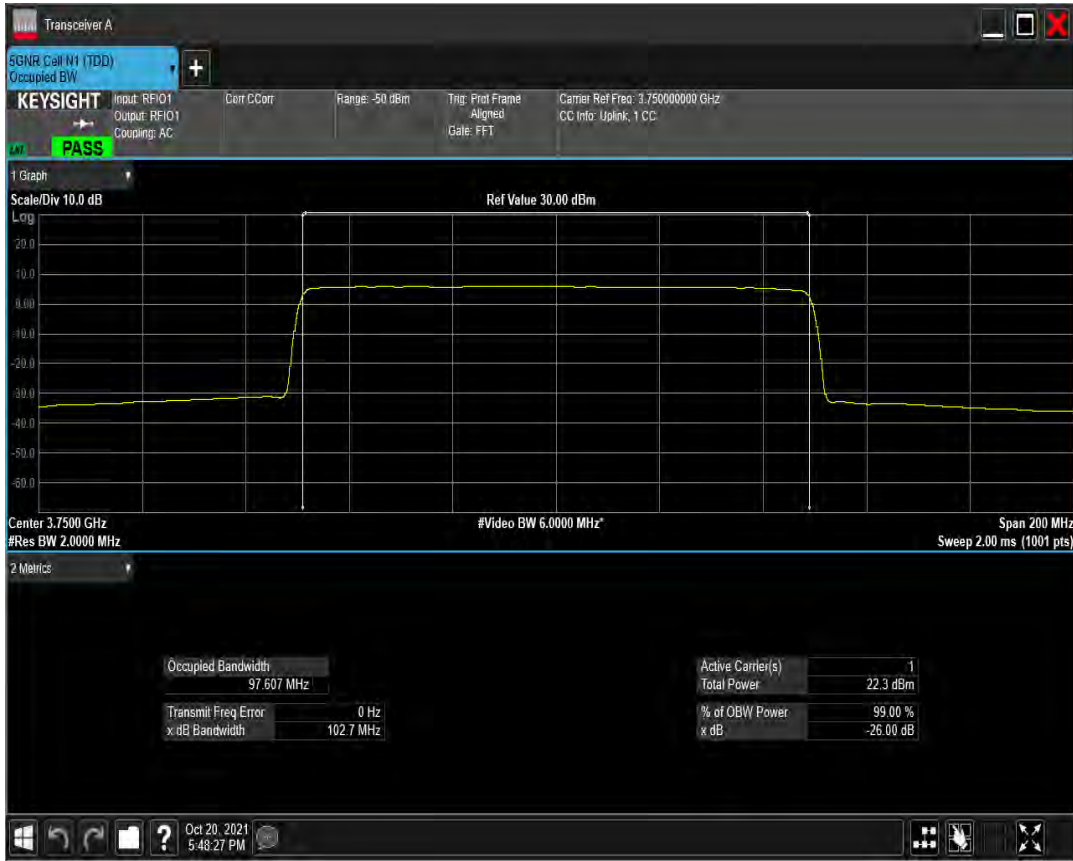 Transceiver A
5GNR Cell N1 (TDD)
Occupied BW
+
KEYSIGHT
Input: RFIO1
Output: RFIO1
Coupling: AC
Corr CCorr
Range: -50 dBm
Trig: Prot Frame
Aligned
Gate: FFT
Carrier Ref Freq: 3.750000000 GHz
CC Info: Uplink, 1 CC
PASS
1 Graph
Scale/Div 10.0 dB
Ref Value 30.00 dBm
Log
20.0
10.0
0.00
-10.0
-20.0
-30.0
-40.0
-50.0
-60.0
Center 3.7500 GHz
#Video BW 6.0000 MHz*
Span 200 MHz
#Res BW 2.0000 MHz
Sweep 2.00 ms (1001 pts)
2 Metrics
Occupied Bandwidth
97.607 MHz
Transmit Freq Error 0 Hz
x dB Bandwidth 102.7 MHz
Active Carrier(s) 1
Total Power 22.3 dBm
% of OBW Power 99.00 %
x dB -26.00 dB
?
Oct 20, 2021
5:48:27 PM